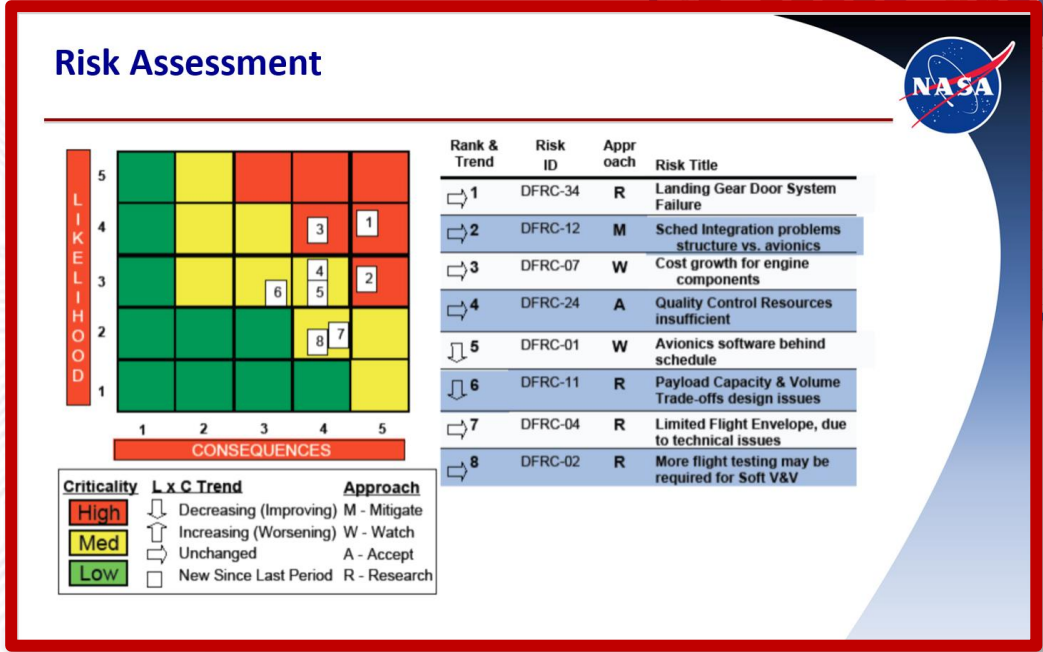 Risk Assessment
NASA
LIKELIHOOD
5
4
3
2
1
1
3
4
2
6
5
7
8
1 2 3 4 5
CONSEQUENCES
Criticality L x C Trend Approach
High Decreasing (Improving) M - Mitigate
Increasing (Worsening) W - Watch
Med
Unchanged A - Accept
Low New Since Last Period R - Research
Rank & Risk Appr
Trend ID oach Risk Title
1 DFRC-34 R Landing Gear Door System
Failure
2 DFRC-12 M Sched Integration problems
structure vs. avionics
3 DFRC-07 W Cost growth for engine
components
4 DFRC-24 A Quality Control Resources
insufficient
5 DFRC-01 W Avionics software behind
schedule
6 DFRC-11 R Payload Capacity & Volume
Trade-offs design issues
7 DFRC-04 R Limited Flight Envelope, due
to technical issues
8 DFRC-02 R More flight testing may be
required for Soft V&V